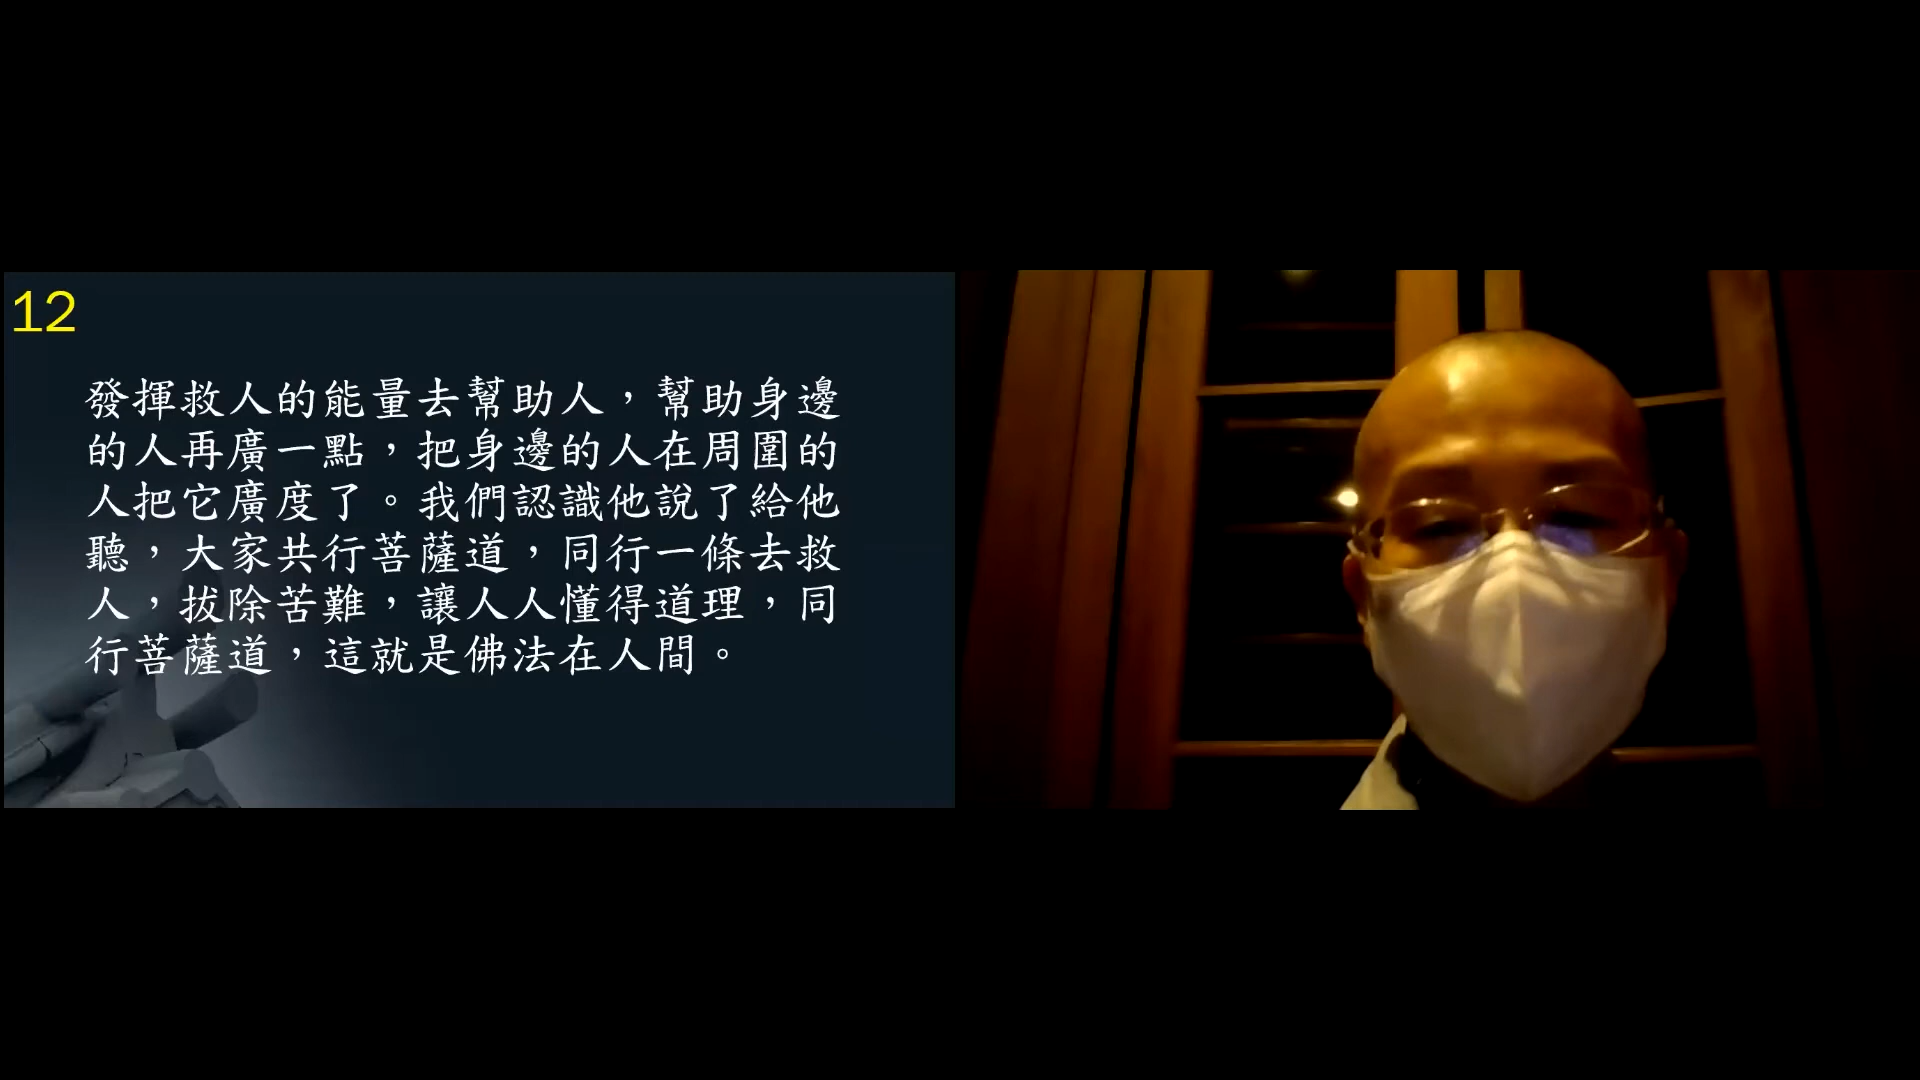 12
發揮救人的能量去幫助人，幫助身邊
的人再廣一點，把身邊的人在周圍的
人把它廣度了。我們認識他說了給他
聽，大家共行菩薩道，同行一條去救
人，拔除苦難，讓人人懂得道理，同
行菩薩道，這就是佛法在人間。